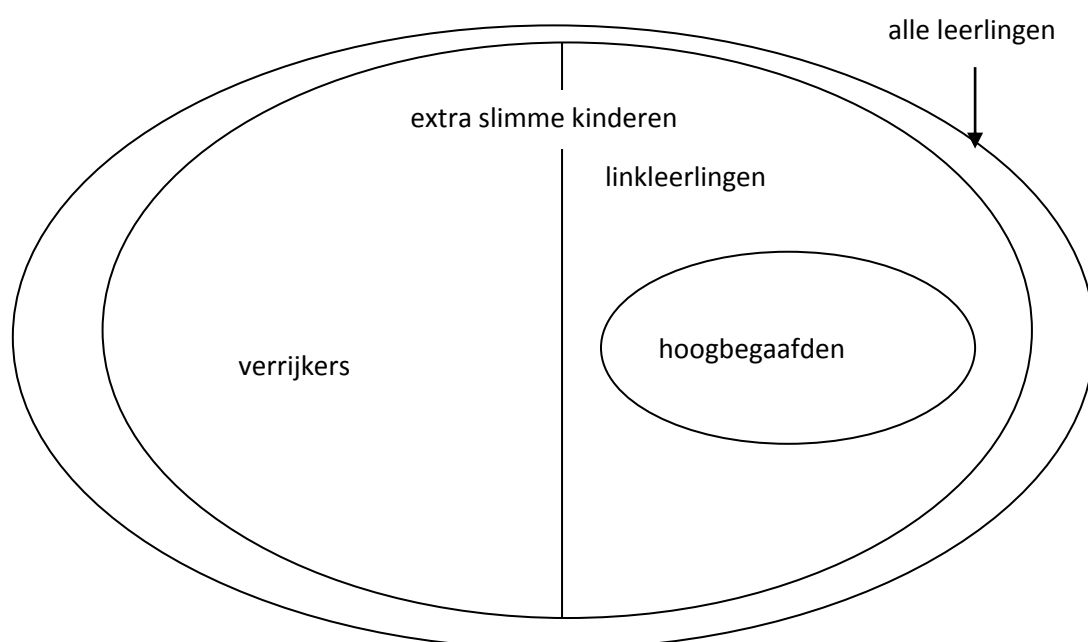 alle leerlingen
extra slimme kinderen
linkleerlingen
hoogbegaafden
verrijkers